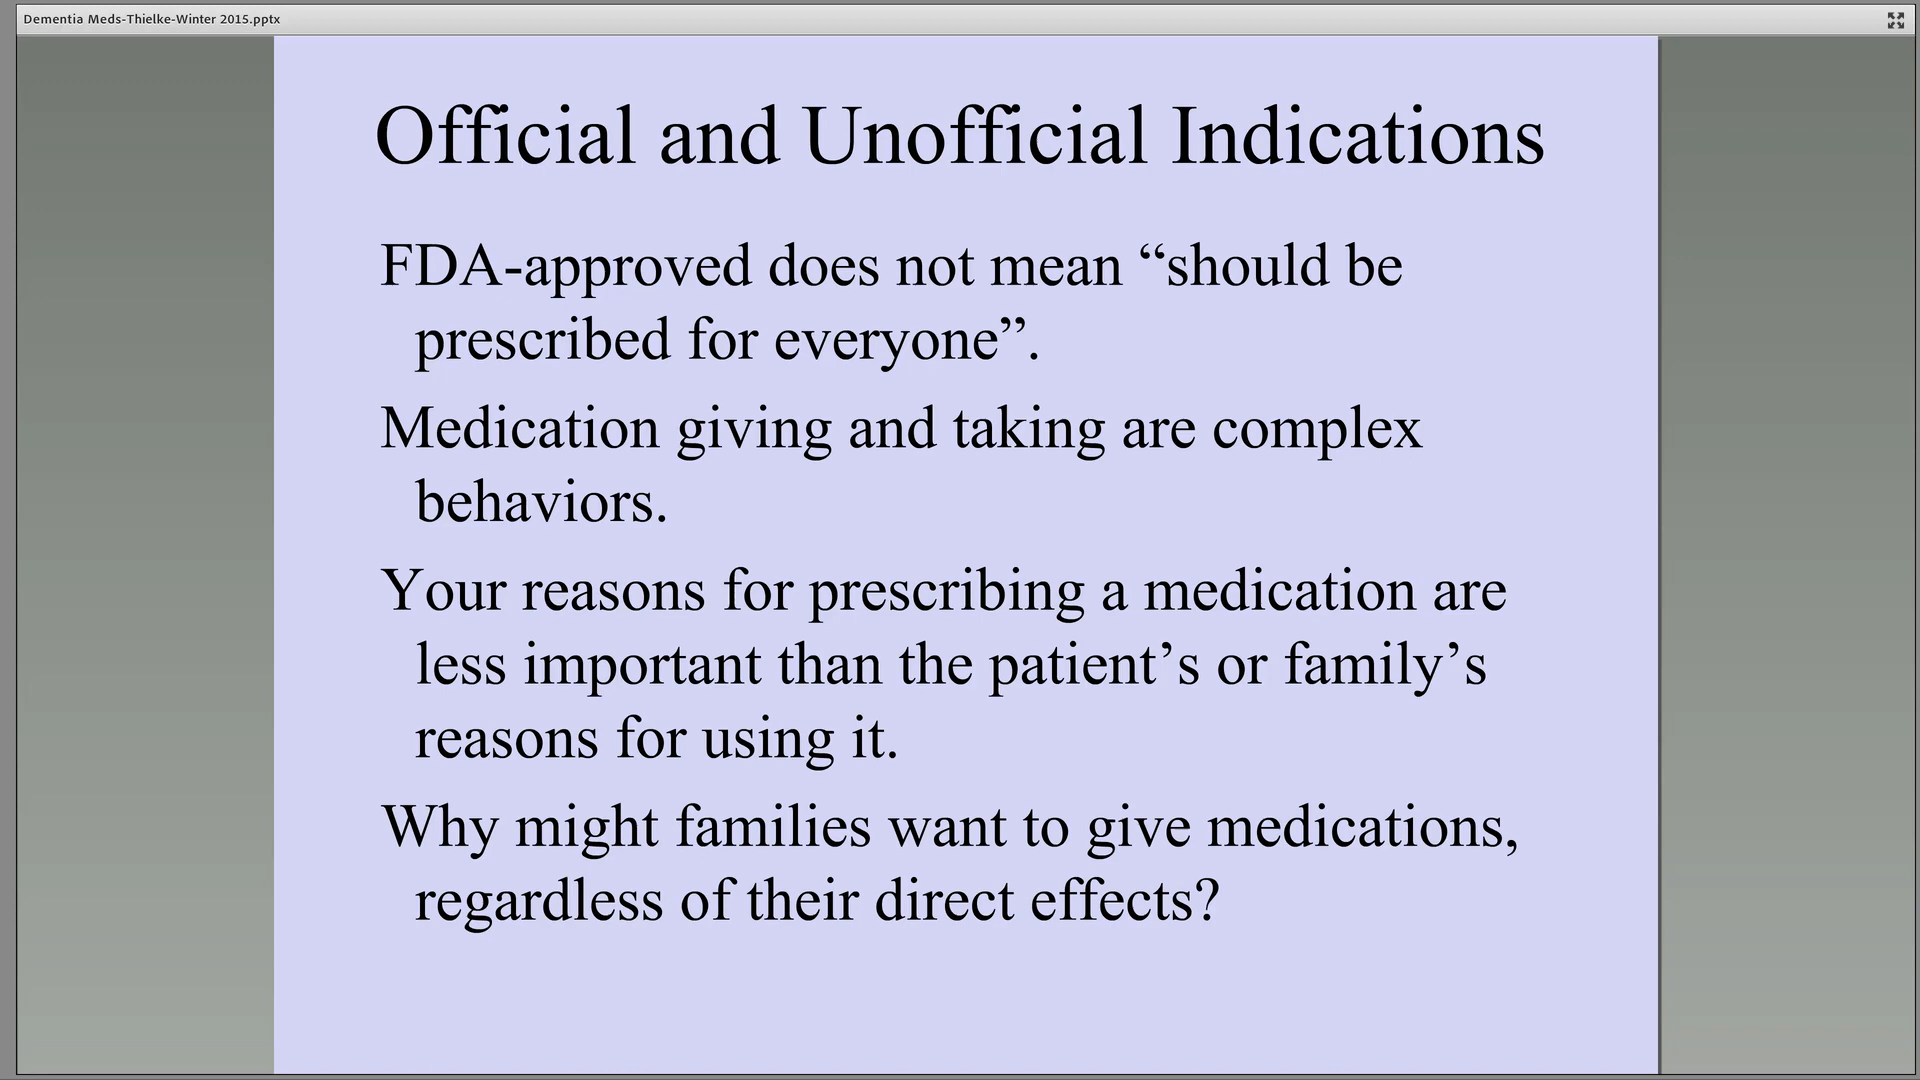 Dementia Meds-Thielke-Winter 2015.pptx
Official and Unofficial Indications
FDA-approved does not mean “should be
prescribed for everyone”.
Medication giving and taking are complex
behaviors.
Your reasons for prescribing a medication are
less important than the patient’s or family’s
reasons for using it.
Why might families want to give medications,
regardless of their direct effects?